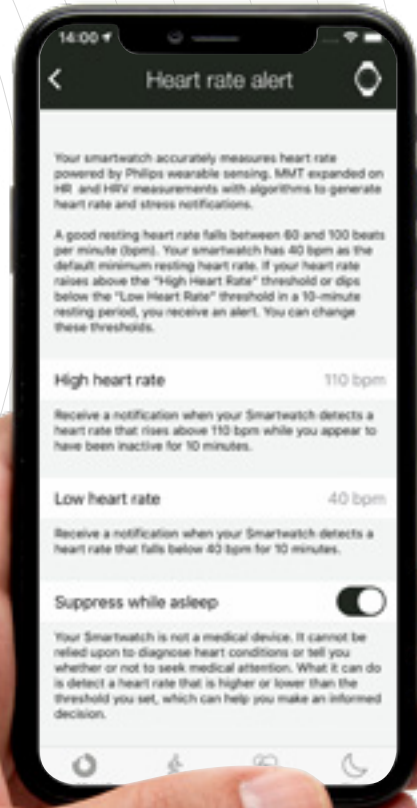 14:00
Heart rate alert
Your smartwatch accurately measures heart rate
powered by Philips wearable sensing. MMT expanded on
HR and HRV measurements with algorithms to generate
heart rate and stress notifications.
A good resting heart rate falls between 60 and 100 beats
per minute (bpm). Your smartwatch has 40 bpm as the
default minimum resting heart rate. If your heart rate
raises above the "High Heart Rate" threshold or dips
below the "Low Heart Rate" threshold in a 10-minute
resting period, you receive an alert. You can change
these thresholds.
High heart rate 110 bpm
Receive a notification when your Smartwatch detects a
heart rate that rises above 110 bpm while you appear to
have been inactive for 10 minutes.
Low heart rate 40 bpm
Receive a notification when your Smartwatch detects a
heart rate that falls below 40 bpm for 10 minutes.
Suppress while asleep
Your Smartwatch is not a medical device. It cannot be
relied upon to diagnose heart conditions or tell you
whether or not to seek medical attention. What it can do
is detect a heart rate that is higher or lower than the
threshold you set, which can help you make an informed
decision.